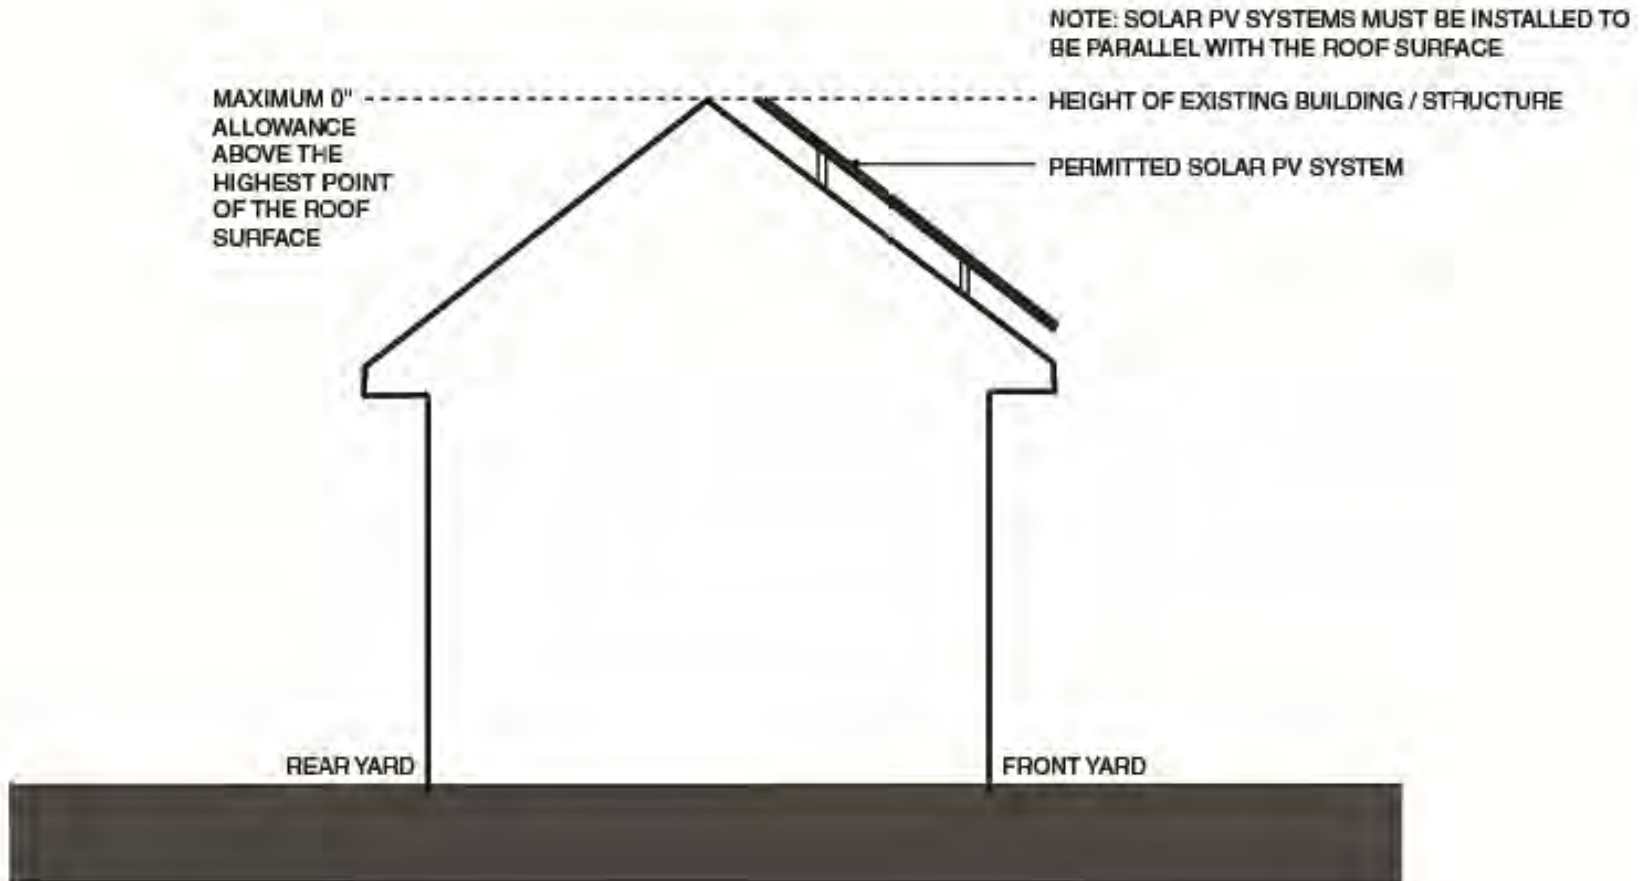 NOTE: SOLAR PV SYSTEMS MUST BE INSTALLED TO
BE PARALLEL WITH THE ROOF SURFACE
MAXIMUM 0"
ALLOWANCE
ABOVE THE
HIGHEST POINT
OF THE ROOF
SURFACE
HEIGHT OF EXISTING BUILDING / STRUCTURE
PERMITTED SOLAR PV SYSTEM
REAR YARD
FRONT YARD